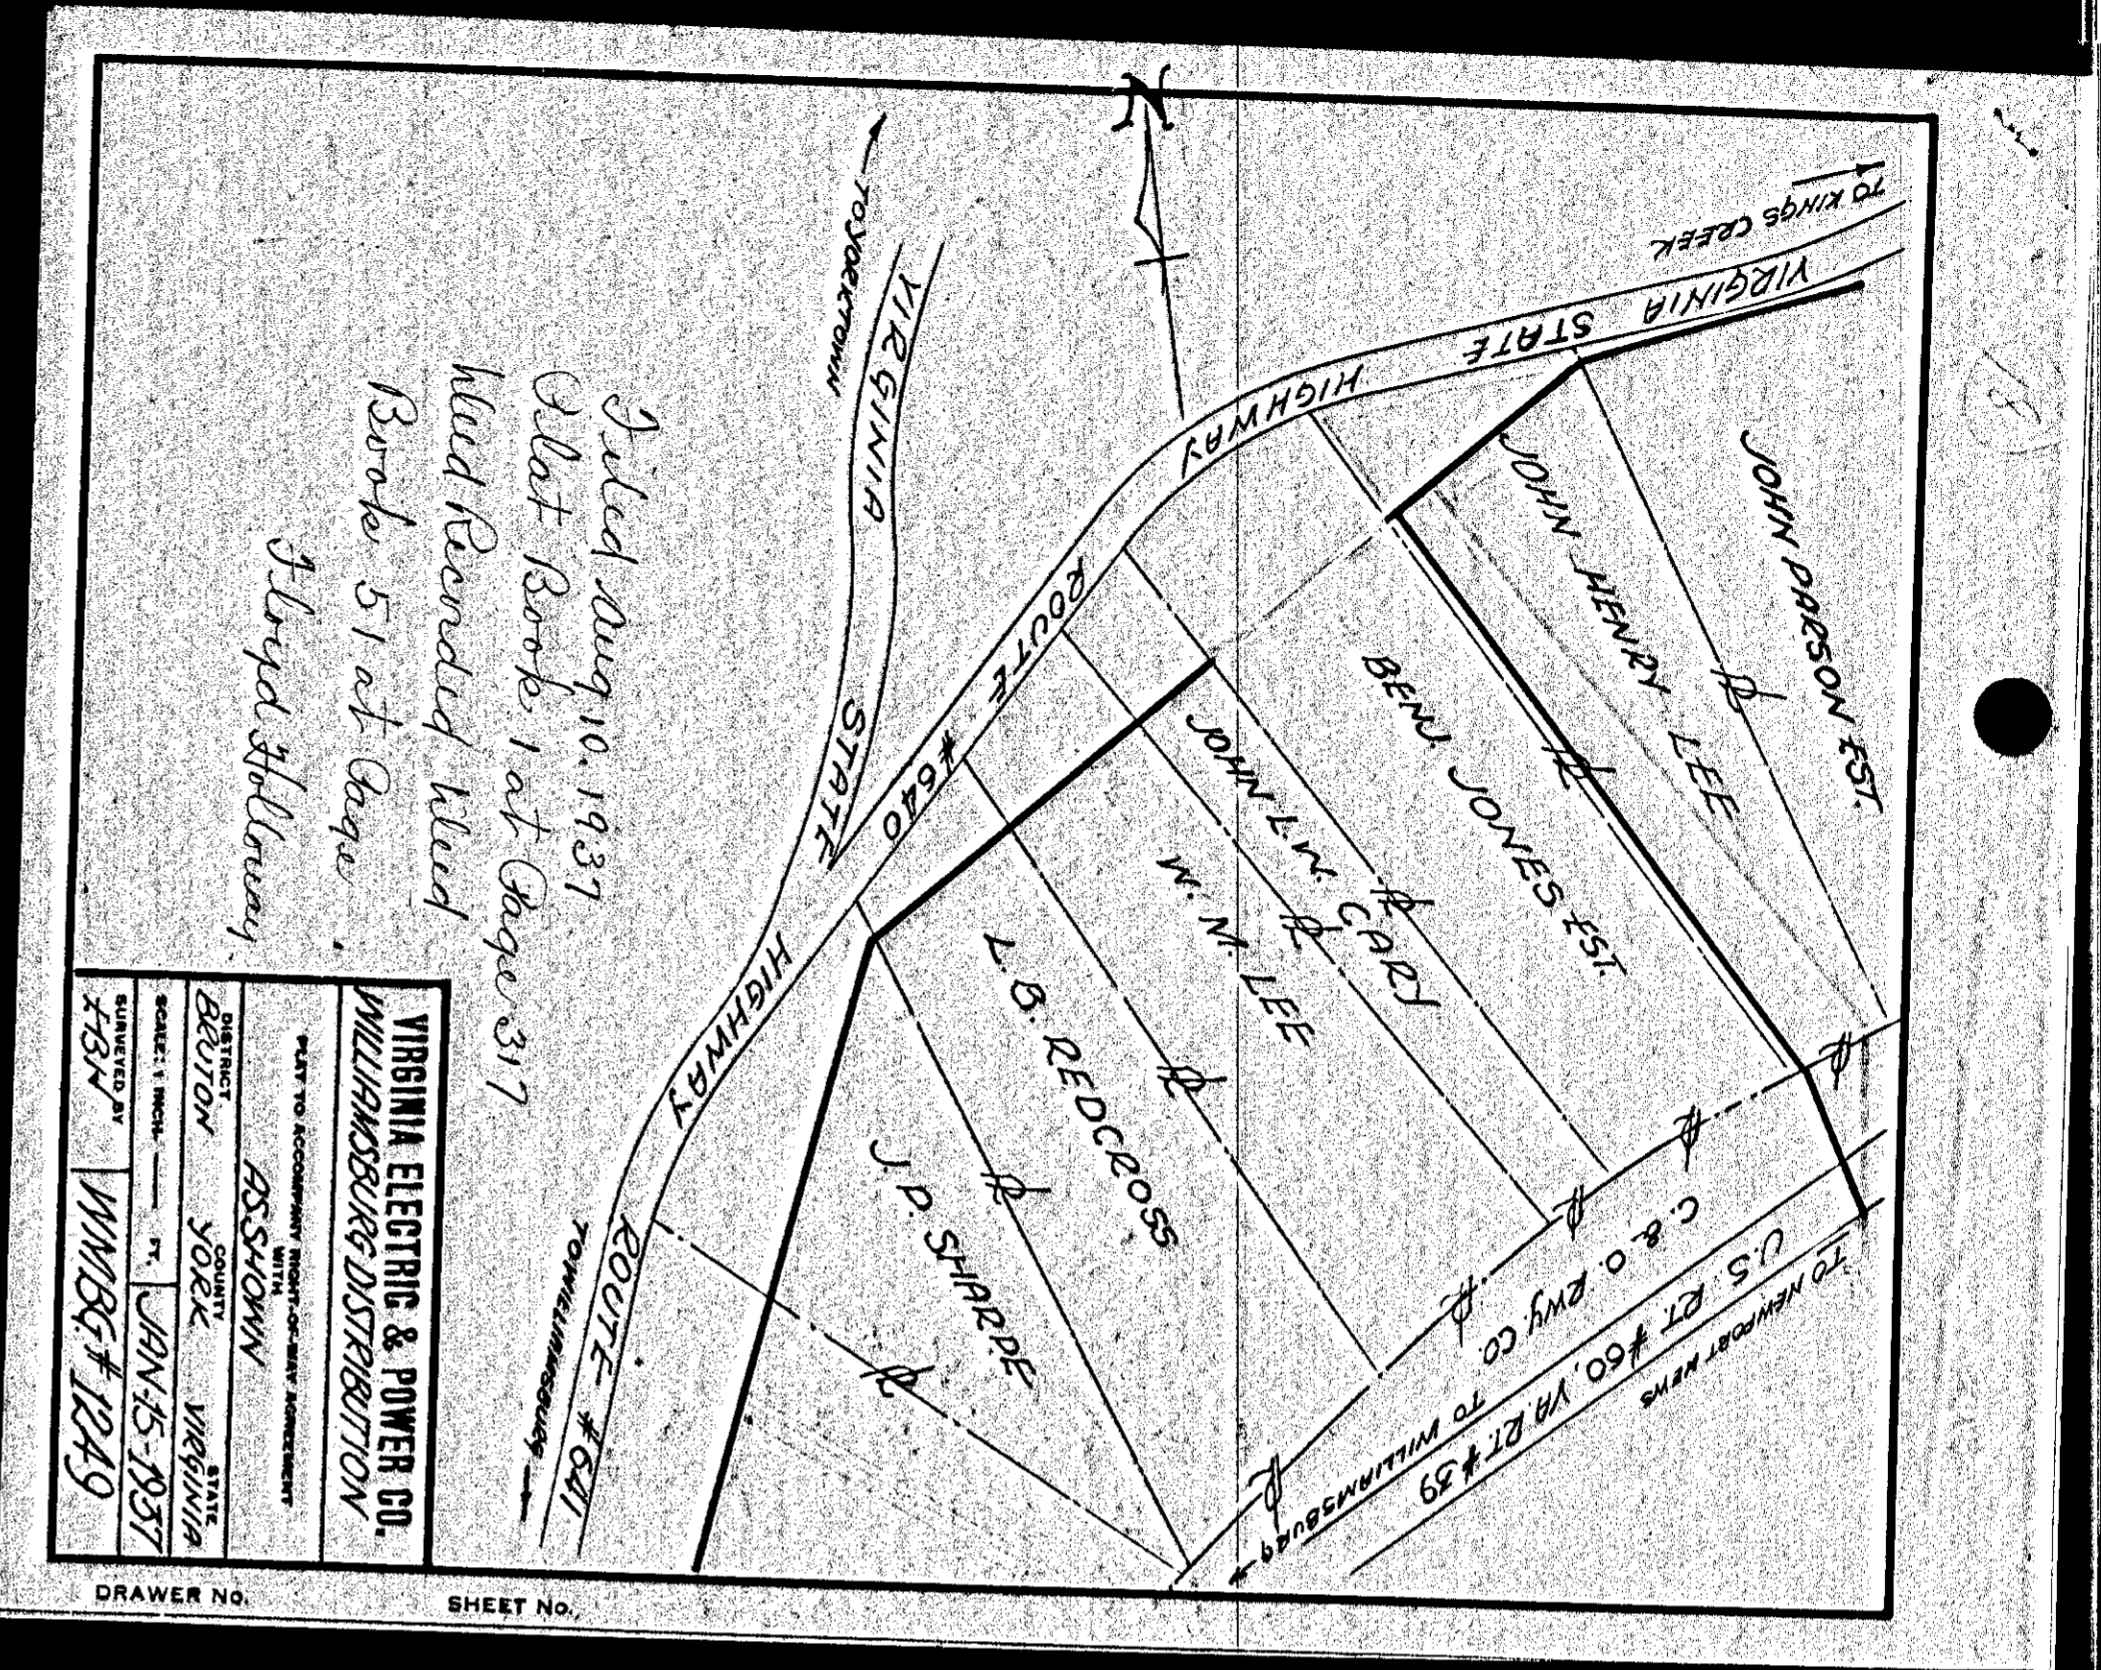 TO KINGS CREEK
VIRGINIA STATE HIGHWAY ROUTE #640
TO YORKTOWN
VIRGINIA STATE HIGHWAY ROUTE #641
TO WILLIAMSBURG
JOHN PARSON EST.
JOHN HENRY LEE
BENJ. JONES EST.
JOHN L.W. CARY
W. M. LEE
L. B. REDCROSS
J. P. SHARPE
C. & O. RWY. CO.
U.S. RT. #60, VA. RT. #39
TO NEWPORT NEWS
TO WILLIAMSBURG
N
18
Filed Aug 10. 1937
Plat Book 1 at Page 317
Deed Recorded Deed
Book 51 at Page
Floyd Holloway
VIRGINIA ELECTRIC & POWER CO.
WILLIAMSBURG DISTRIBUTION
PLAT TO ACCOMPANY RIGHT-OF-WAY AGREEMENT
WITH
AS SHOWN
DISTRICT COUNTY STATE
BRUTON YORK VIRGINIA
SCALE: 1 INCH FT. JAN-15-1937
SURVEYED BY
WMBG.# 1249
DRAWER NO.
SHEET NO.